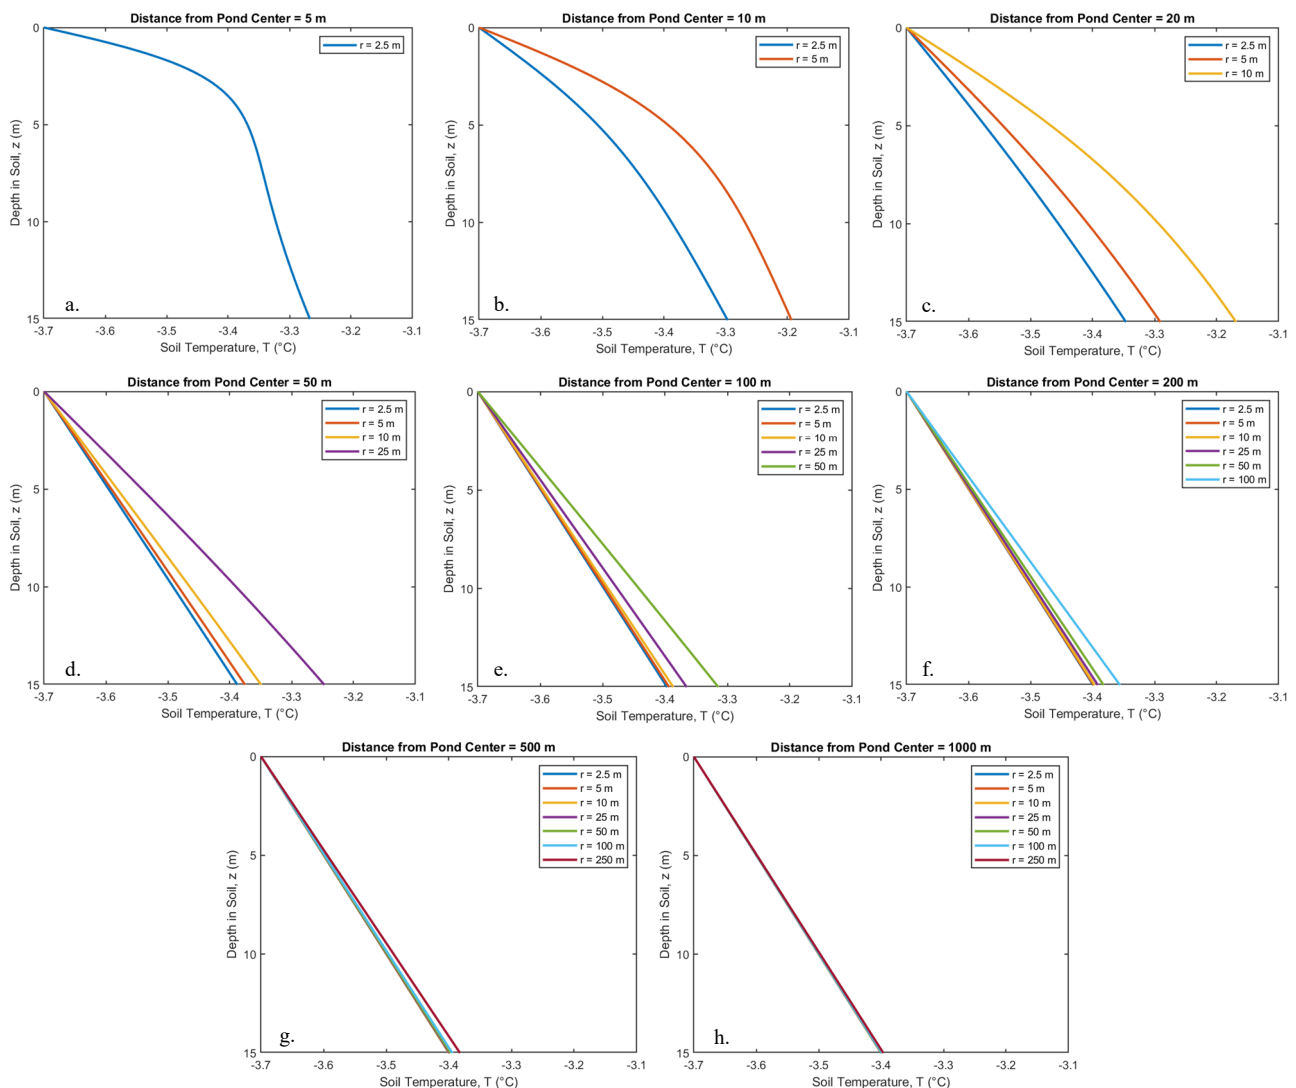 Distance from Pond Center = 5 m
0
5
10
15
-3.7
-3.6
-3.5
-3.4
-3.3
-3.2
-3.1
Depth in Soil, z (m)
Soil Temperature, T (°C)
r = 2.5 m
a.
Distance from Pond Center = 10 m
0
5
10
15
-3.7
-3.6
-3.5
-3.4
-3.3
-3.2
-3.1
Depth in Soil, z (m)
Soil Temperature, T (°C)
r = 2.5 m
r = 5 m
b.
Distance from Pond Center = 20 m
0
5
10
15
-3.7
-3.6
-3.5
-3.4
-3.3
-3.2
-3.1
Depth in Soil, z (m)
Soil Temperature, T (°C)
r = 2.5 m
r = 5 m
r = 10 m
c.
Distance from Pond Center = 50 m
0
5
10
15
-3.7
-3.6
-3.5
-3.4
-3.3
-3.2
-3.1
Depth in Soil, z (m)
Soil Temperature, T (°C)
r = 2.5 m
r = 5 m
r = 10 m
r = 25 m
d.
Distance from Pond Center = 100 m
0
5
10
15
-3.7
-3.6
-3.5
-3.4
-3.3
-3.2
-3.1
Depth in Soil, z (m)
Soil Temperature, T (°C)
r = 2.5 m
r = 5 m
r = 10 m
r = 25 m
r = 50 m
e.
Distance from Pond Center = 200 m
0
5
10
15
-3.7
-3.6
-3.5
-3.4
-3.3
-3.2
-3.1
Depth in Soil, z (m)
Soil Temperature, T (°C)
r = 2.5 m
r = 5 m
r = 10 m
r = 25 m
r = 50 m
r = 100 m
f.
Distance from Pond Center = 500 m
0
5
10
15
-3.7
-3.6
-3.5
-3.4
-3.3
-3.2
-3.1
Depth in Soil, z (m)
Soil Temperature, T (°C)
r = 2.5 m
r = 5 m
r = 10 m
r = 25 m
r = 50 m
r = 100 m
r = 250 m
g.
Distance from Pond Center = 1000 m
0
5
10
15
-3.7
-3.6
-3.5
-3.4
-3.3
-3.2
-3.1
Depth in Soil, z (m)
Soil Temperature, T (°C)
r = 2.5 m
r = 5 m
r = 10 m
r = 25 m
r = 50 m
r = 100 m
r = 250 m
h.